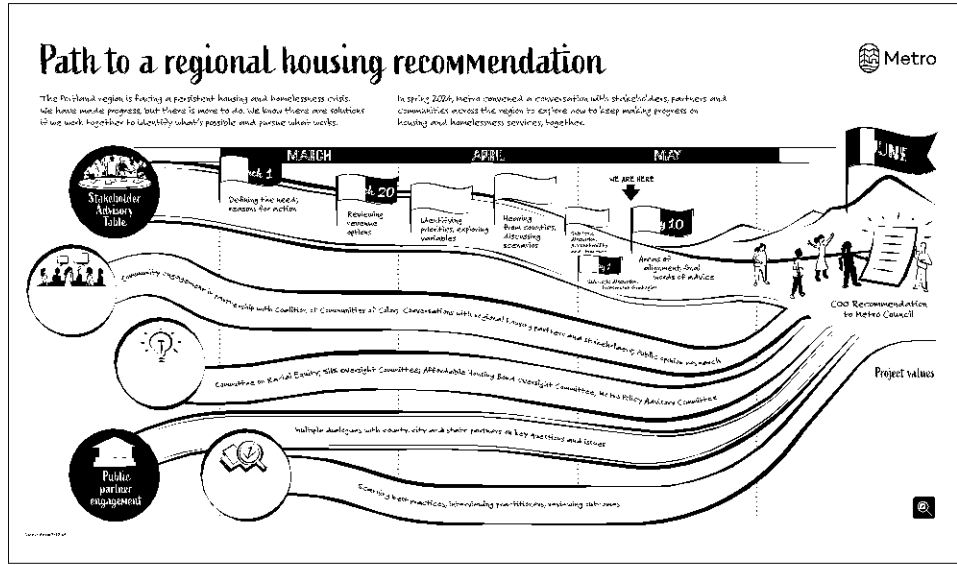 Path to a regional housing recommendation
Metro
The Portland region is facing a persistent housing and homelessness crisis.
We have made progress, but there is more to do. We know there are solutions
if we work together to identify what's possible and pursue what works.
In spring 2024, Metro convened a conversation with stakeholders, partners and
communities across the region to explore how to keep making progress on
housing and homelessness services, together.
MARCH
APRIL
MAY
JUNE
Stakeholder
Advisory
Table
1
Defining the need,
reasons for action
20
Reviewing
revenue
options
Identifying
priorities, exploring
variables
Hearing
from counties,
discussing
scenarios
WE ARE HERE
10
Areas of
alignment, final
words of advice
COO Recommendation
to Metro Council
Project values
Community engagement in partnership with Coalition of Communities of Color; Conversations with regional housing partners and stakeholders; Public opinion research
Committee on Racial Equity; SHS Oversight Committee; Affordable Housing Bond Oversight Committee; Metro Policy Advisory Committee
Multiple dialogues with county, city and state partners on key questions and issues
Public
partner
engagement
Scanning best practices, interviewing practitioners, reviewing outcomes